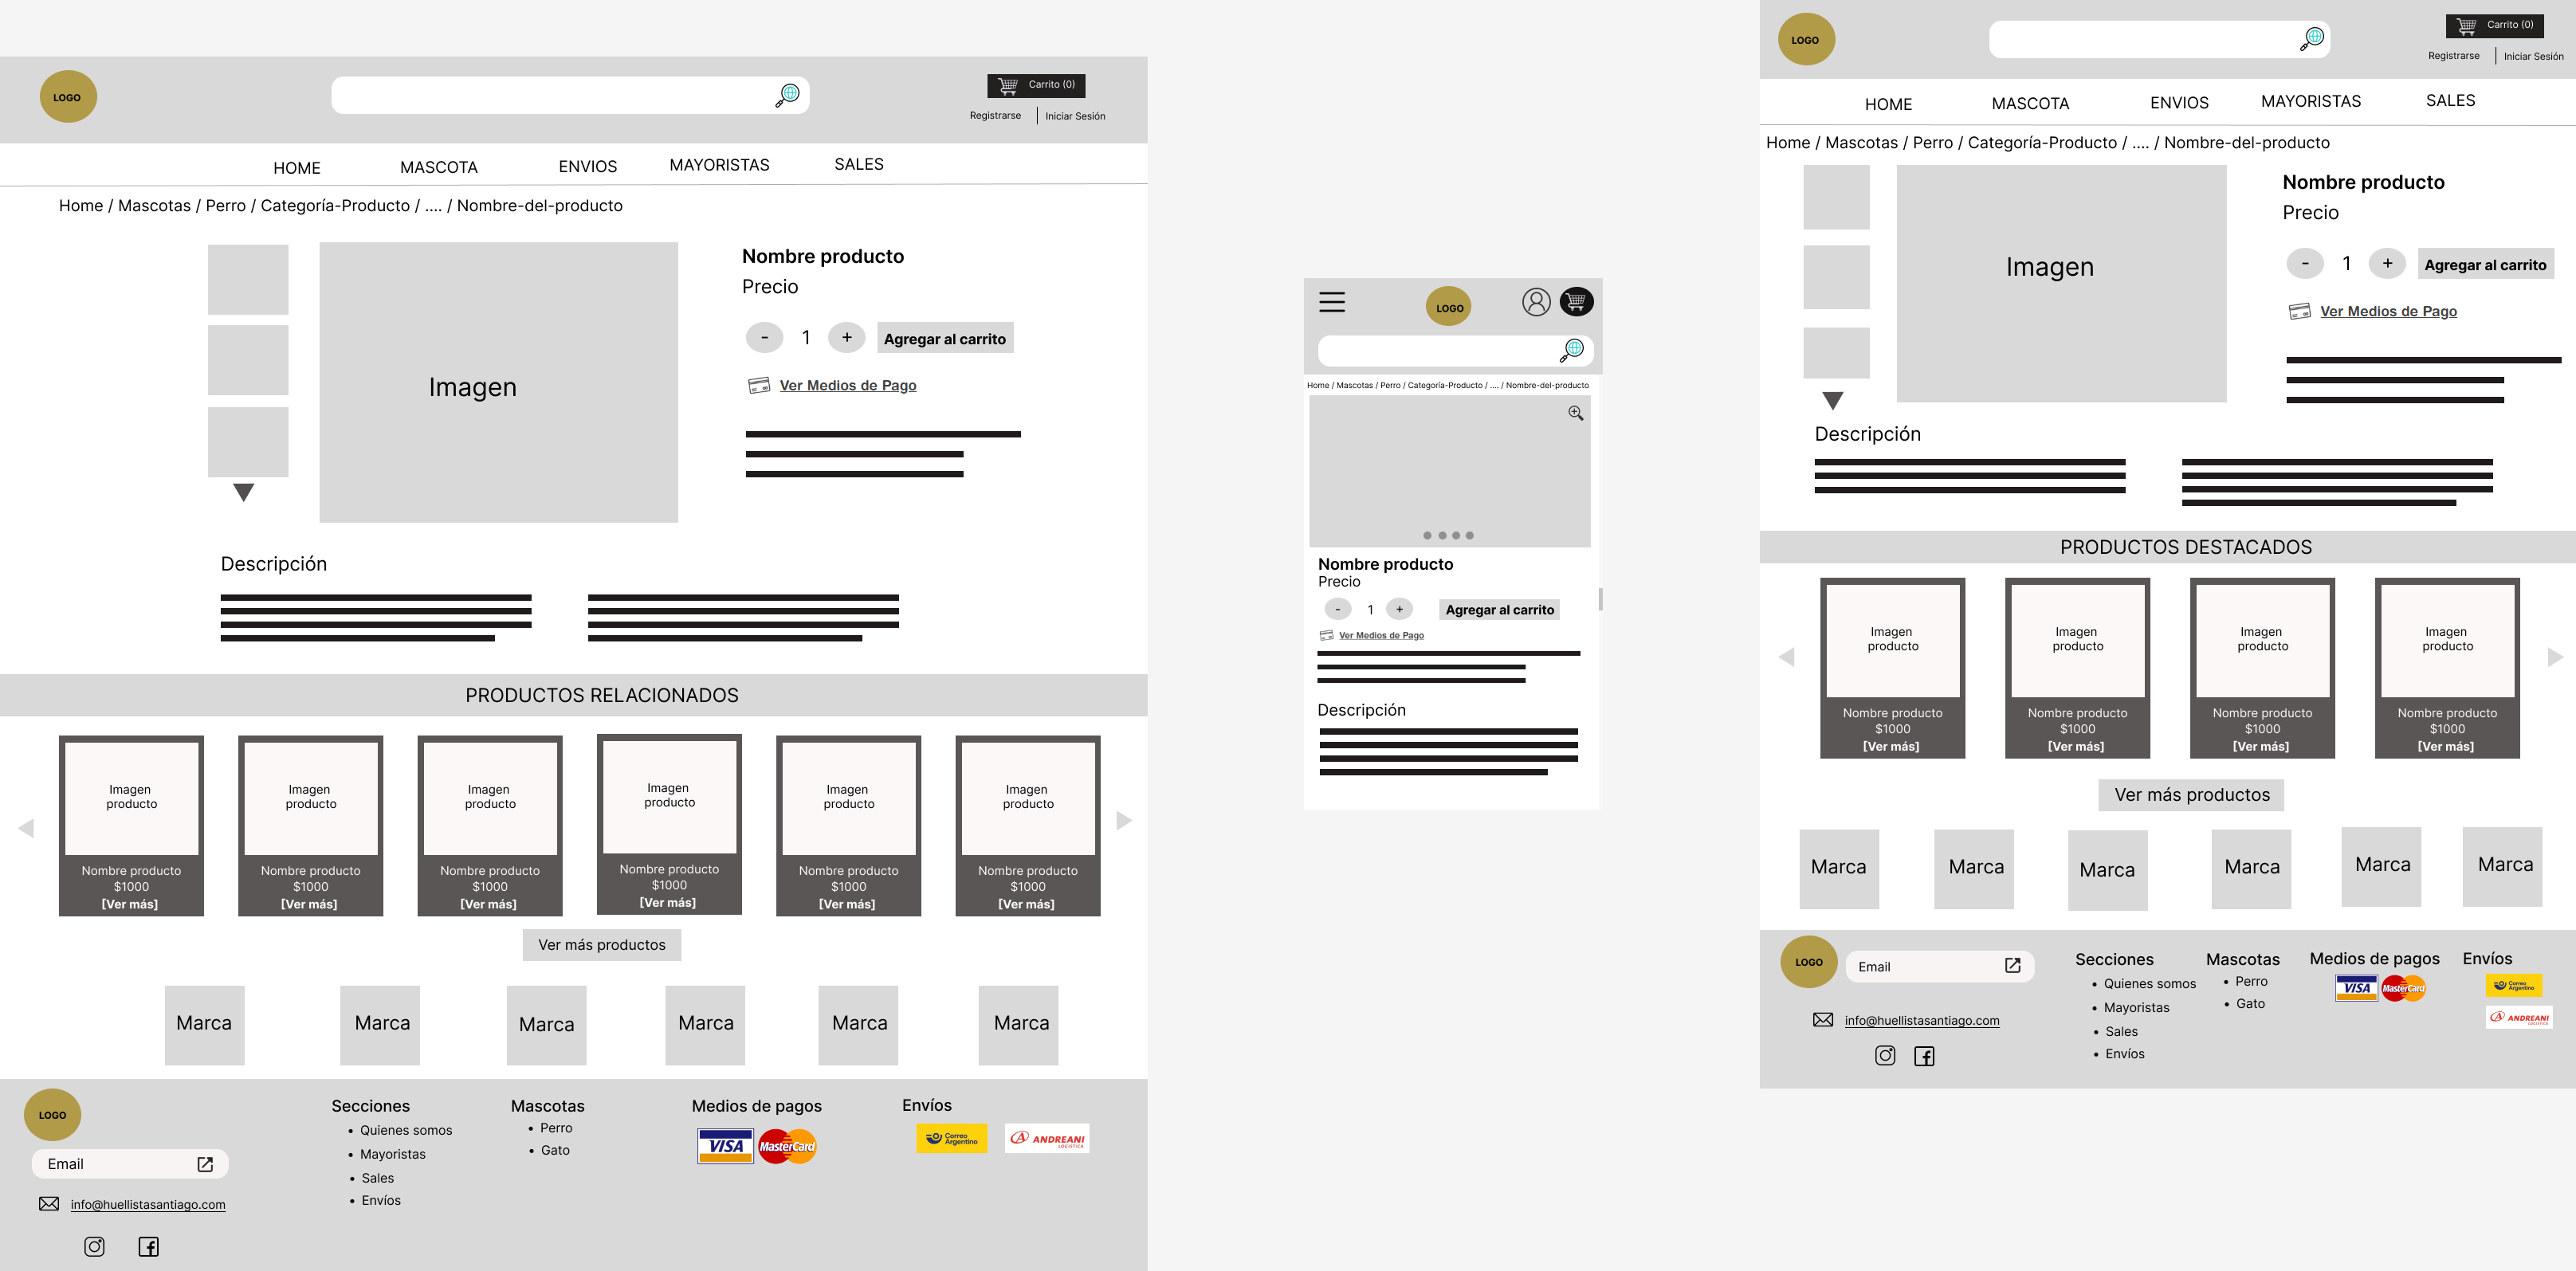 LOGO
Carrito (0)
Registrarse
Iniciar Sesión
HOME
MASCOTA
ENVIOS
MAYORISTAS
SALES
Home / Mascotas / Perro / Categoría-Producto / .... / Nombre-del-producto
Imagen
Nombre producto
Precio
- 1 +
Agregar al carrito
Ver Medios de Pago
Descripción
PRODUCTOS RELACIONADOS
Imagen
producto
Nombre producto
$1000
[Ver más]
Imagen
producto
Nombre producto
$1000
[Ver más]
Imagen
producto
Nombre producto
$1000
[Ver más]
Imagen
producto
Nombre producto
$1000
[Ver más]
Imagen
producto
Nombre producto
$1000
[Ver más]
Imagen
producto
Nombre producto
$1000
[Ver más]
Ver más productos
Marca
Marca
Marca
Marca
Marca
Marca
LOGO
Email
info@huellistasantiago.com
Secciones
• Quienes somos
• Mayoristas
• Sales
• Envíos
Mascotas
• Perro
• Gato
Medios de pagos
VISA
MasterCard
Envíos
Correo
Argentino
ANDREANI
LOGISTICA
LOGO
Home / Mascotas / Perro / Categoría-Producto / .... / Nombre-del-producto
Nombre producto
Precio
- 1 +
Agregar al carrito
Ver Medios de Pago
Descripción
LOGO
Carrito (0)
Registrarse
Iniciar Sesión
HOME
MASCOTA
ENVIOS
MAYORISTAS
SALES
Home / Mascotas / Perro / Categoría-Producto / .... / Nombre-del-producto
Imagen
Nombre producto
Precio
- 1 +
Agregar al carrito
Ver Medios de Pago
Descripción
PRODUCTOS DESTACADOS
Imagen
producto
Nombre producto
$1000
[Ver más]
Imagen
producto
Nombre producto
$1000
[Ver más]
Imagen
producto
Nombre producto
$1000
[Ver más]
Imagen
producto
Nombre producto
$1000
[Ver más]
Ver más productos
Marca
Marca
Marca
Marca
Marca
Marca
LOGO
Email
info@huellistasantiago.com
Secciones
• Quienes somos
• Mayoristas
• Sales
• Envíos
Mascotas
• Perro
• Gato
Medios de pagos
VISA
MasterCard
Envíos
Correo
Argentino
ANDREANI